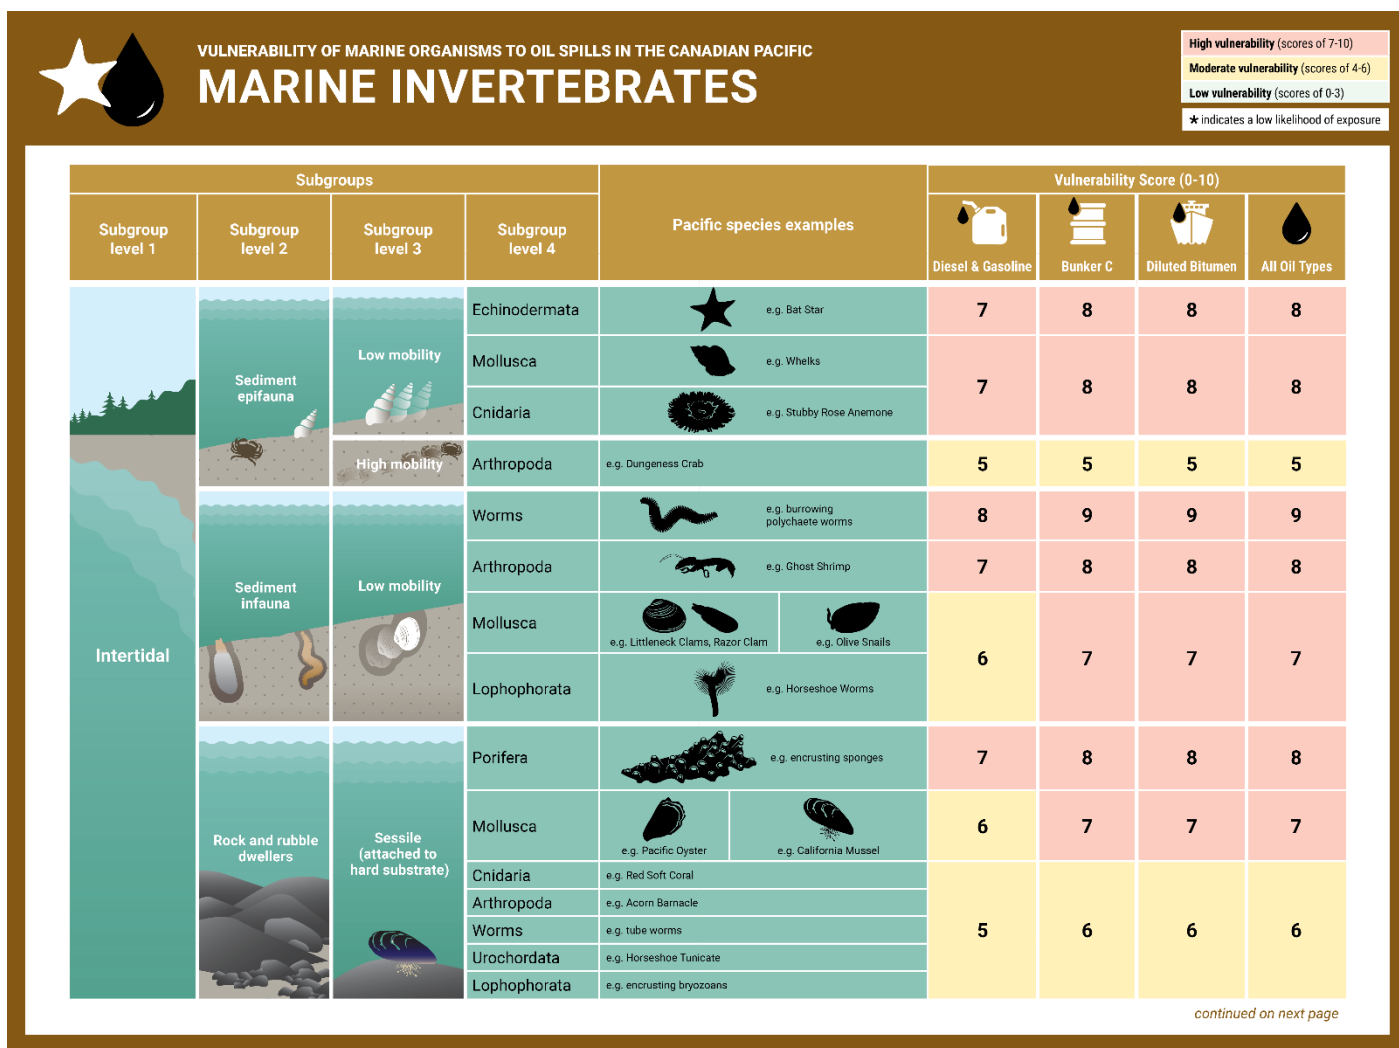 VULNERABILITY OF MARINE ORGANISMS TO OIL SPILLS IN THE CANADIAN PACIFIC
MARINE INVERTEBRATES
High vulnerability (scores of 7-10)
Moderate vulnerability (scores of 4-6)
Low vulnerability (scores of 0-3)
* indicates a low likelihood of exposure
Subgroups
Pacific species examples
Vulnerability Score (0-10)
Subgroup
level 1
Subgroup
level 2
Subgroup
level 3
Subgroup
level 4
Diesel & Gasoline
Bunker C
Diluted Bitumen
All Oil Types
Intertidal
Sediment
epifauna
Low mobility
Echinodermata
e.g. Bat Star
7 8 8 8
Mollusca
e.g. Whelks
Cnidaria
e.g. Stubby Rose Anemone
7 8 8 8
High mobility
Arthropoda
e.g. Dungeness Crab
5 5 5 5
Sediment
infauna
Low mobility
Worms
e.g. burrowing
polychaete worms
8 9 9 9
Arthropoda
e.g. Ghost Shrimp
7 8 8 8
Mollusca
e.g. Littleneck Clams, Razor Clam
e.g. Olive Snails
Lophophorata
e.g. Horseshoe Worms
6 7 7 7
Rock and rubble
dwellers
Sessile
(attached to
hard substrate)
Porifera
e.g. encrusting sponges
7 8 8 8
Mollusca
e.g. Pacific Oyster
e.g. California Mussel
6 7 7 7
Cnidaria
e.g. Red Soft Coral
Arthropoda
e.g. Acorn Barnacle
Worms
e.g. tube worms
Urochordata
e.g. Horseshoe Tunicate
Lophophorata
e.g. encrusting bryozoans
5 6 6 6
continued on next page